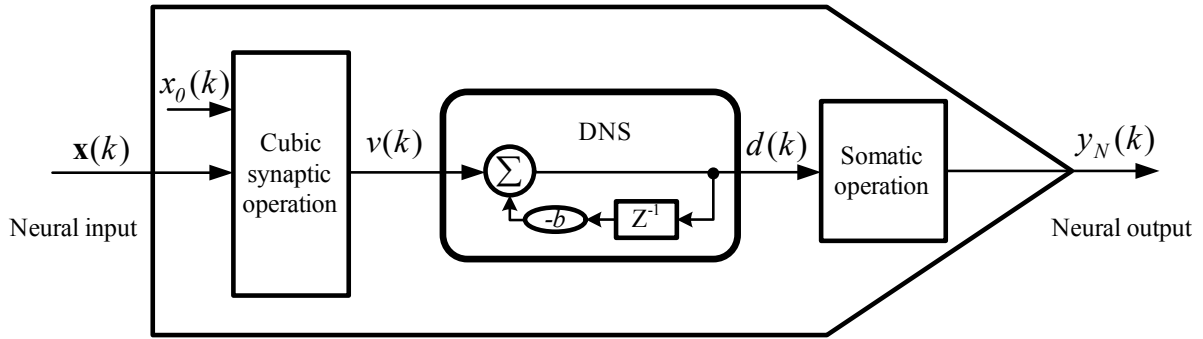 x₀(k)
x(k)
Neural input
Cubic
synaptic
operation
v(k)
DNS
Σ
-b
Z⁻¹
d(k)
Somatic
operation
y_N(k)
Neural output